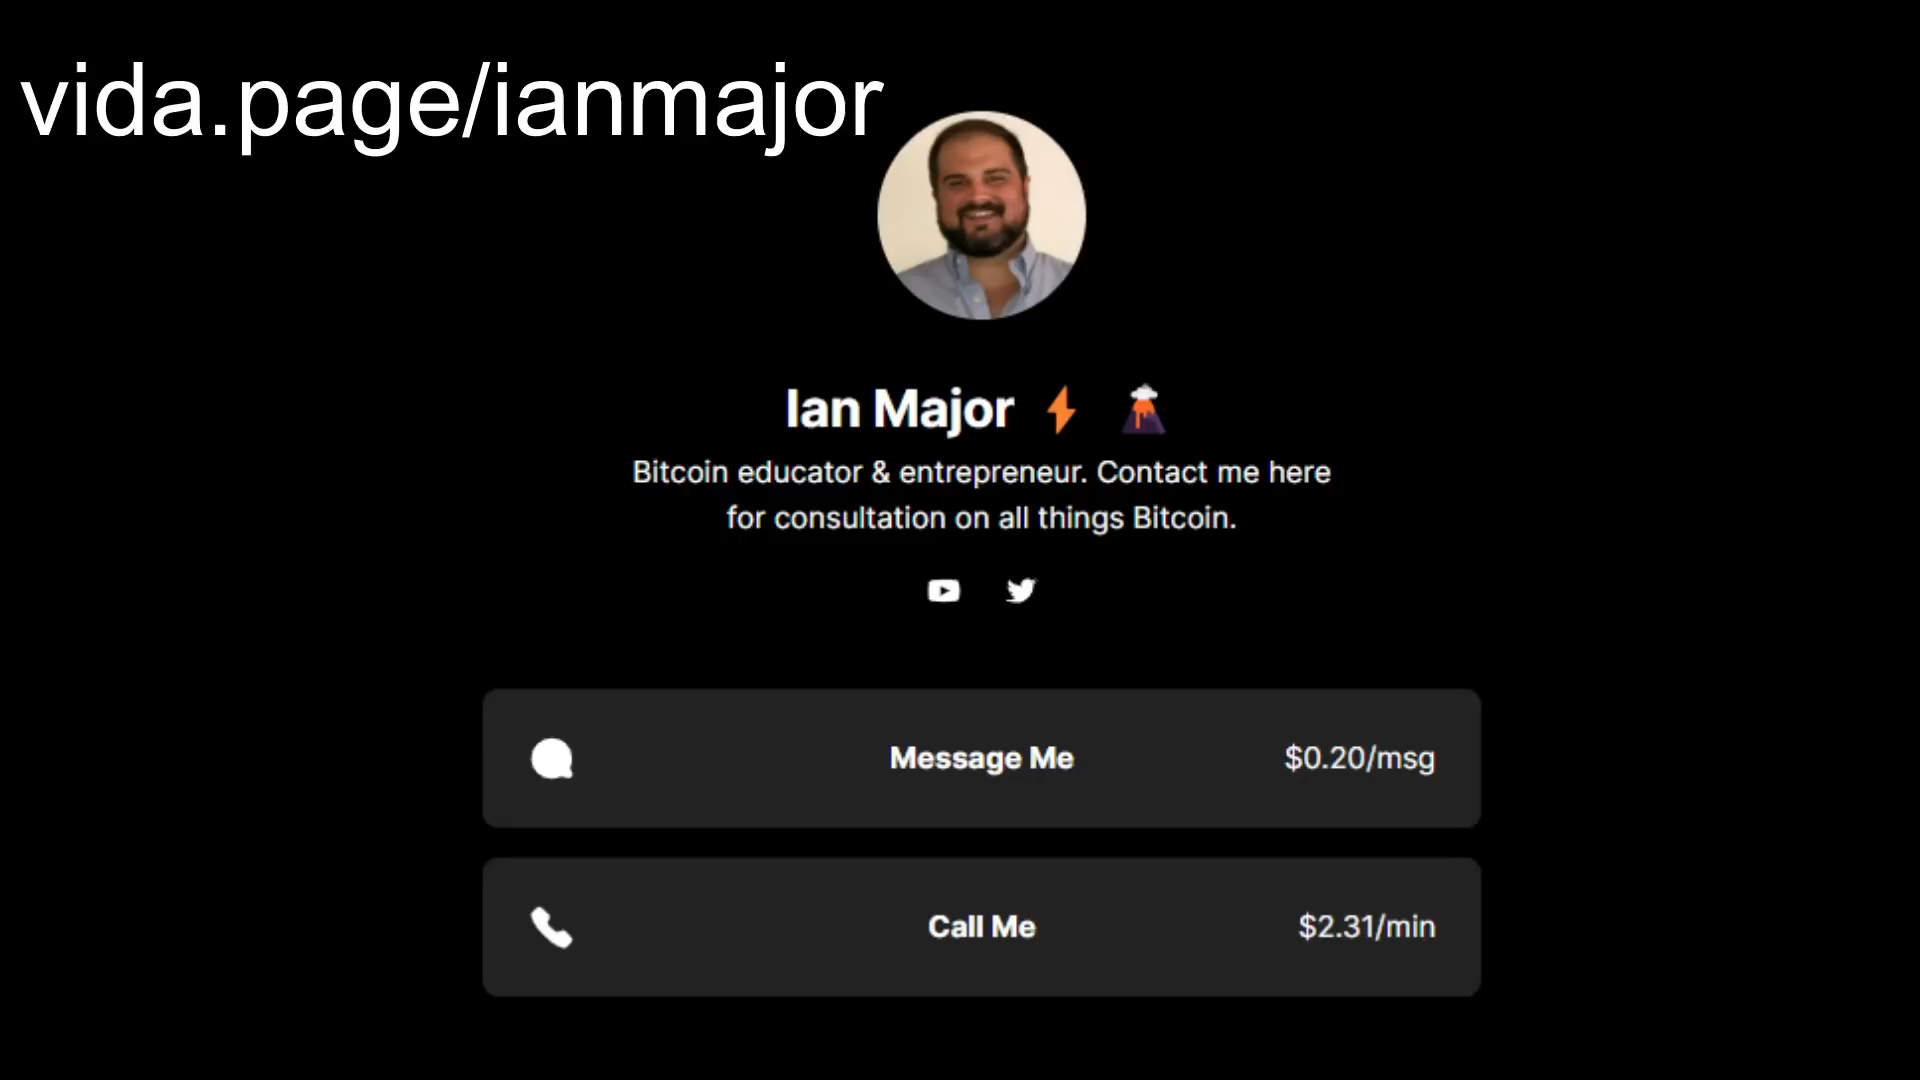 vida.page/ianmajor
Ian Major
Bitcoin educator & entrepreneur. Contact me here
for consultation on all things Bitcoin.
Message Me $0.20/msg
Call Me $2.31/min